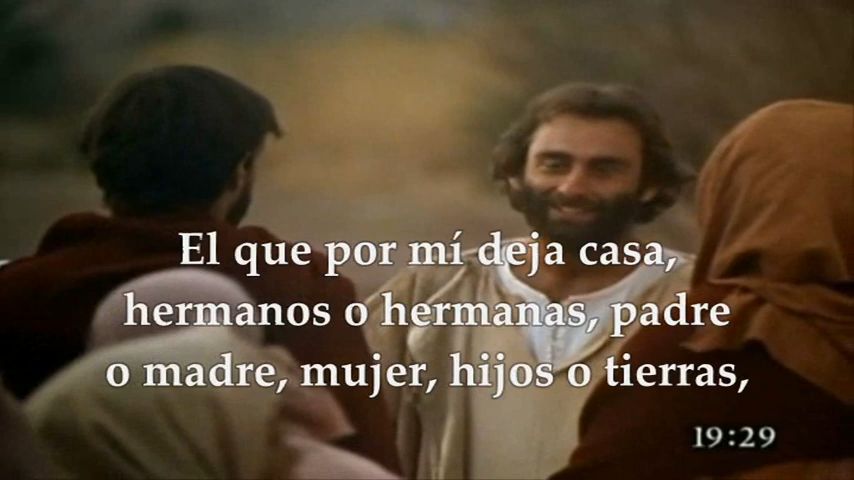 El que por mí deja casa,
hermanos o hermanas, padre
o madre, mujer, hijos o tierras,
19:29